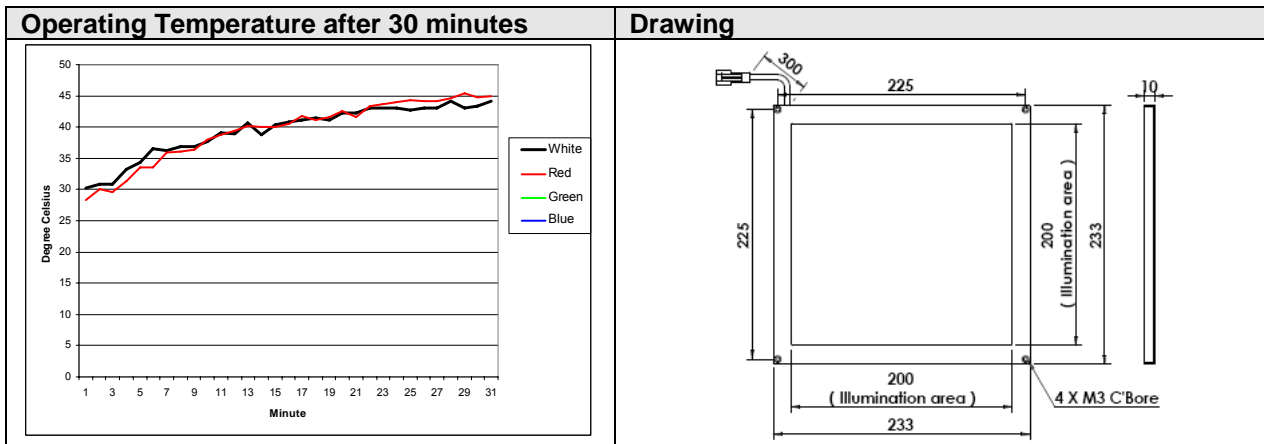 Operating Temperature after 30 minutes
Drawing
50
45
40
35
30
25
20
15
10
5
0
Degree Celsius
1 3 5 7 9 11 13 15 17 19 21 23 25 27 29 31
Minute
White
Red
Green
Blue
300
225
10
225
200
( Illumination area )
233
200
( Illumination area )
4 X M3 C'Bore
233